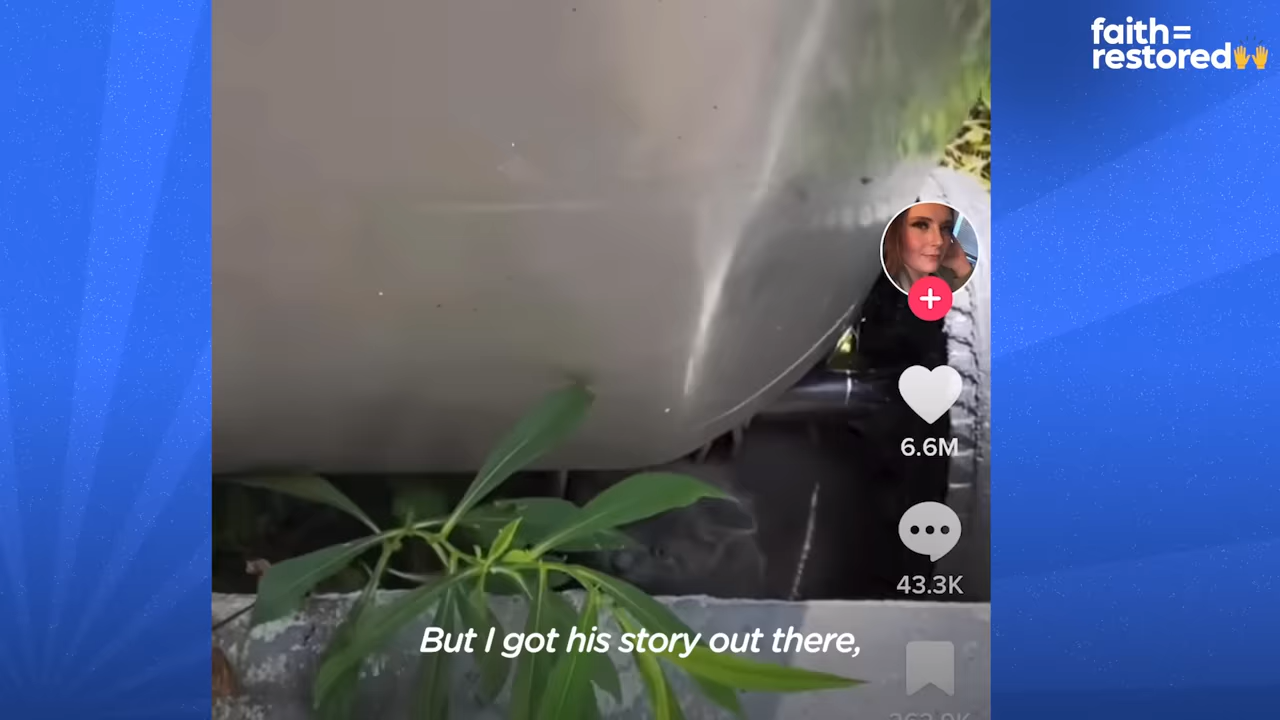 faith=
restored🙌
6.6M
43.3K
But I got his story out there,